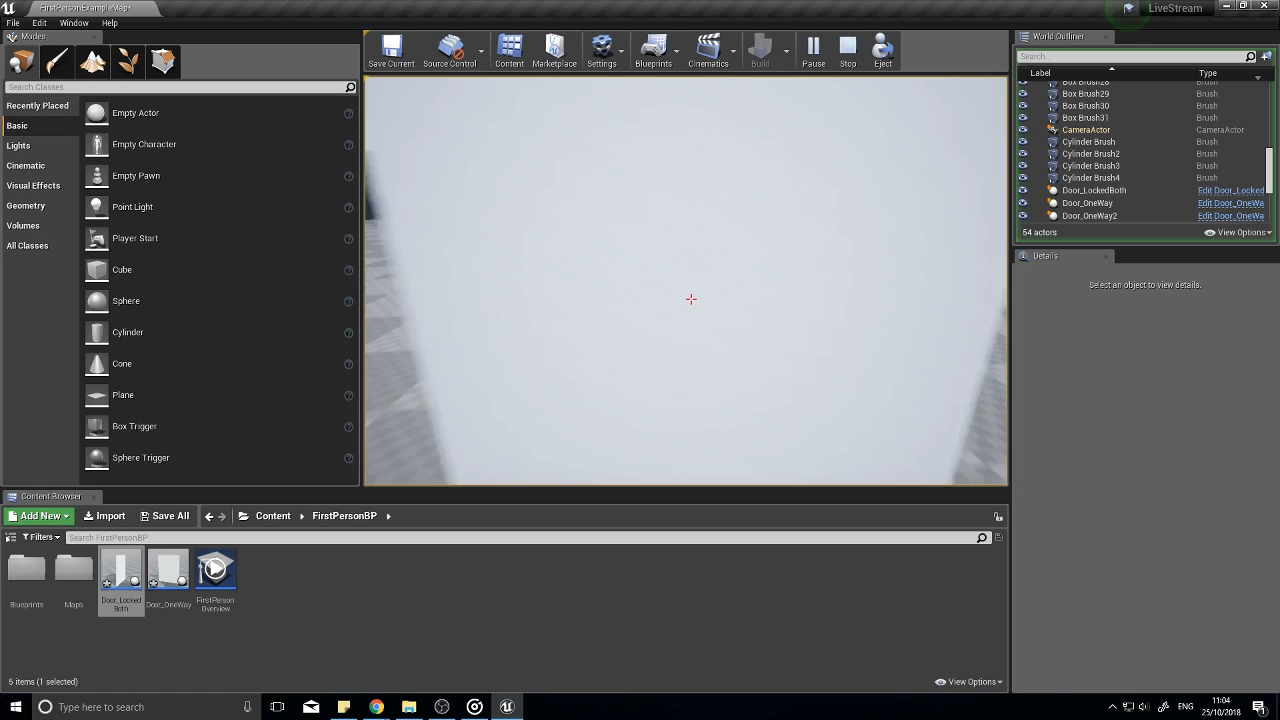 FirstPersonExampleMap*
LiveStream
File Edit Window Help
Modes
World Outliner
Search Classes
Recently Placed
Basic
Lights
Cinematic
Visual Effects
Geometry
Volumes
All Classes
Empty Actor
Empty Character
Empty Pawn
Point Light
Player Start
Cube
Sphere
Cylinder
Cone
Plane
Box Trigger
Sphere Trigger
Save Current
Source Control
Content
Marketplace
Settings
Blueprints
Cinematics
Build
Pause
Stop
Eject
Search...
Label Type
Box Brush28 Brush
Box Brush29 Brush
Box Brush30 Brush
Box Brush31 Brush
CameraActor CameraActor
Cylinder Brush Brush
Cylinder Brush2 Brush
Cylinder Brush3 Brush
Cylinder Brush4 Brush
Door_LockedBoth Edit Door_Locked
Door_OneWay Edit Door_OneWa
Door_OneWay2 Edit Door_OneWa
54 actors View Options
Details
Select an object to view details.
Content Browser
Add New Import Save All Content FirstPersonBP
Filters Search FirstPersonBP
Blueprints
Maps
Door_Locked
Both
Door_OneWay
FirstPerson
Overview
5 items (1 selected) View Options
Type here to search
ENG
11:04
25/10/2018